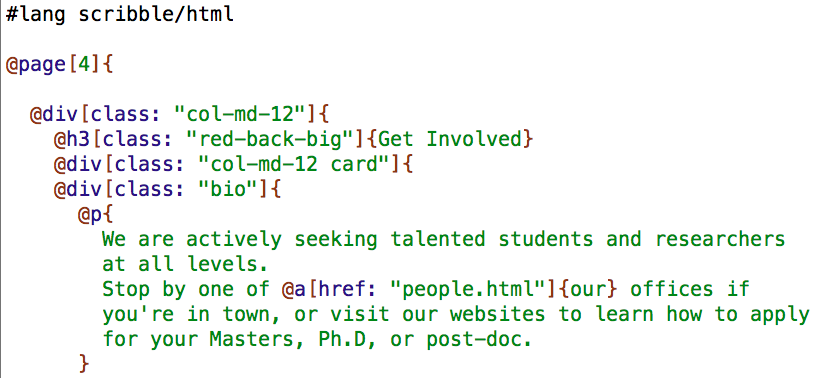 #lang scribble/html
@page[4]{
@div[class: "col-md-12"]{
@h3[class: "red-back-big"]{Get Involved}
@div[class: "col-md-12 card"]{
@div[class: "bio"]{
@p{
We are actively seeking talented students and researchers
at all levels.
Stop by one of @a[href: "people.html"]{our} offices if
you're in town, or visit our websites to learn how to apply
for your Masters, Ph.D, or post-doc.
}